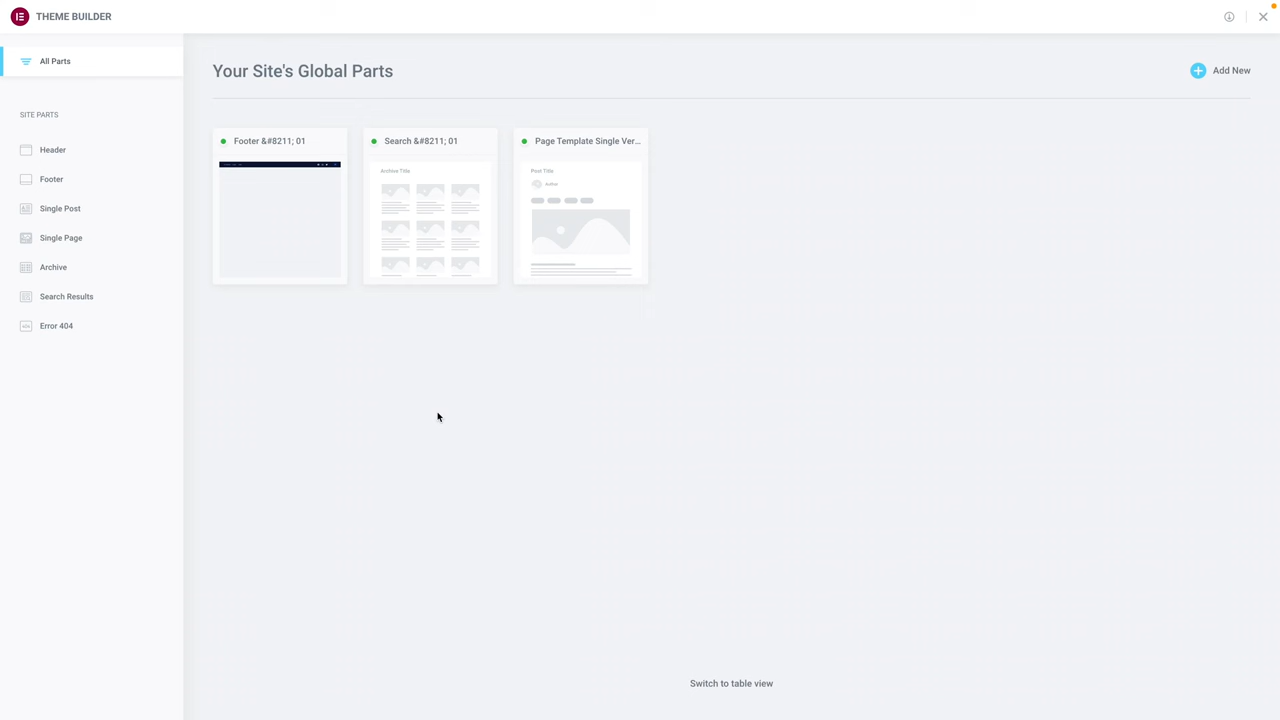 THEME BUILDER
All Parts
SITE PARTS
Header
Footer
Single Post
Single Page
Archive
Search Results
Error 404
Your Site's Global Parts
Add New
Footer &#8211; 01
Search &#8211; 01
Page Template Single Ver...
Archive Title
Post Title
Author
Switch to table view